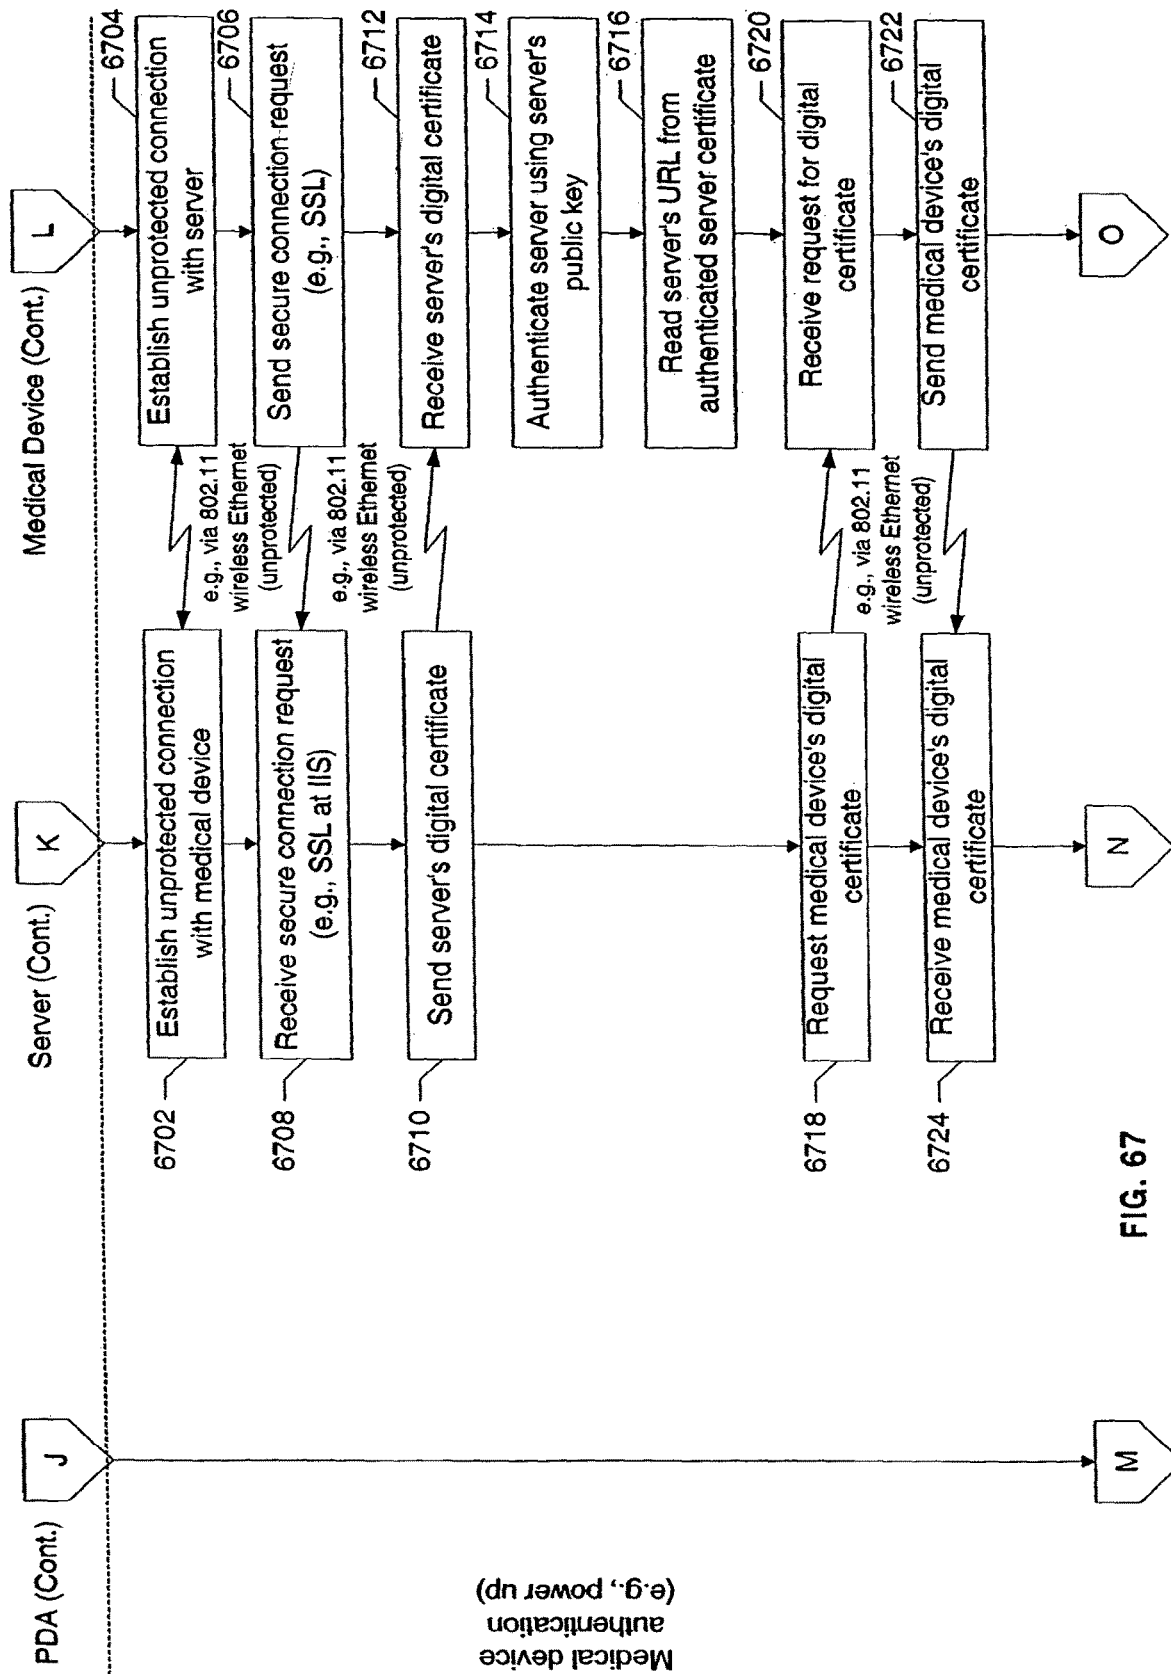 PDA (Cont.)
Server (Cont.)
Medical Device (Cont.)
J
K
L
Medical device
authentication
(e.g., power up)
6702
Establish unprotected connection
with medical device
e.g., via 802.11
wireless Ethernet
(unprotected)
6704
Establish unprotected connection
with server
6706
Send secure connection request
(e.g., SSL)
6708
Receive secure connection request
(e.g., SSL at IIS)
e.g., via 802.11
wireless Ethernet
(unprotected)
6710
Send server's digital certificate
6712
Receive server's digital certificate
6714
Authenticate server using server's
public key
6716
Read server's URL from
authenticated server certificate
6718
Request medical device's digital
certificate
6720
Receive request for digital
certificate
e.g., via 802.11
wireless Ethernet
(unprotected)
6722
Send medical device's digital
certificate
6724
Receive medical device's digital
certificate
M
N
O
FIG. 67